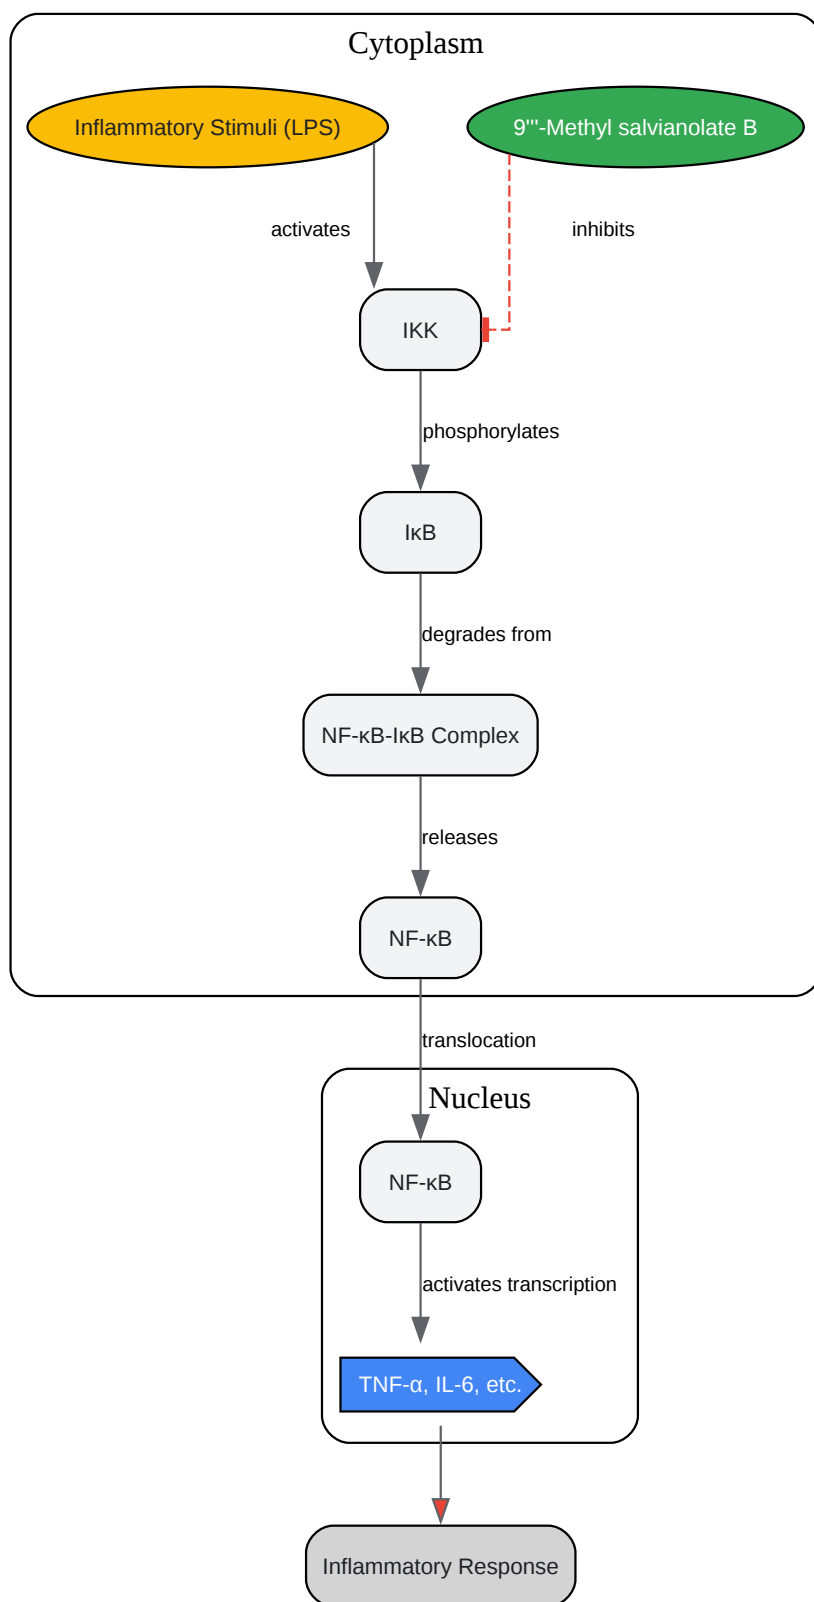 Cytoplasm
Inflammatory Stimuli (LPS)
9'''-Methyl salvianolate B
activates
inhibits
IKK
phosphorylates
IκB
degrades from
NF-κB-IκB Complex
releases
NF-κB
translocation
Nucleus
NF-κB
activates transcription
TNF-α, IL-6, etc.
Inflammatory Response